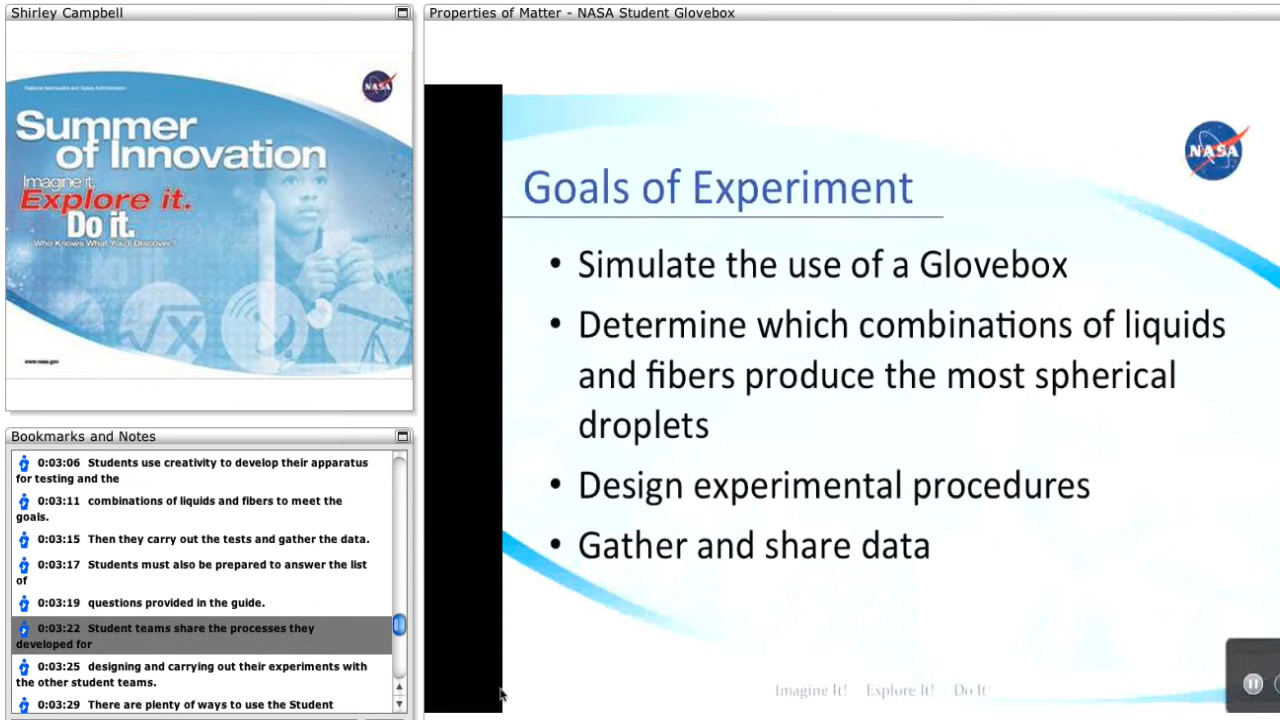 Shirley Campbell
National Aeronautics and Space Administration
NASA
Summer
of Innovation
Imagine it.
Explore it.
Do it.
Who Knows What You'll Discover?
www.nasa.gov
Bookmarks and Notes
0:03:06 Students use creativity to develop their apparatus
for testing and the
0:03:11 combinations of liquids and fibers to meet the
goals.
0:03:15 Then they carry out the tests and gather the data.
0:03:17 Students must also be prepared to answer the list
of
0:03:19 questions provided in the guide.
0:03:22 Student teams share the processes they
developed for
0:03:25 designing and carrying out their experiments with
the other student teams.
0:03:29 There are plenty of ways to use the Student
Properties of Matter - NASA Student Glovebox
NASA
Goals of Experiment
• Simulate the use of a Glovebox
• Determine which combinations of liquids
and fibers produce the most spherical
droplets
• Design experimental procedures
• Gather and share data
Imagine It! Explore It! Do It